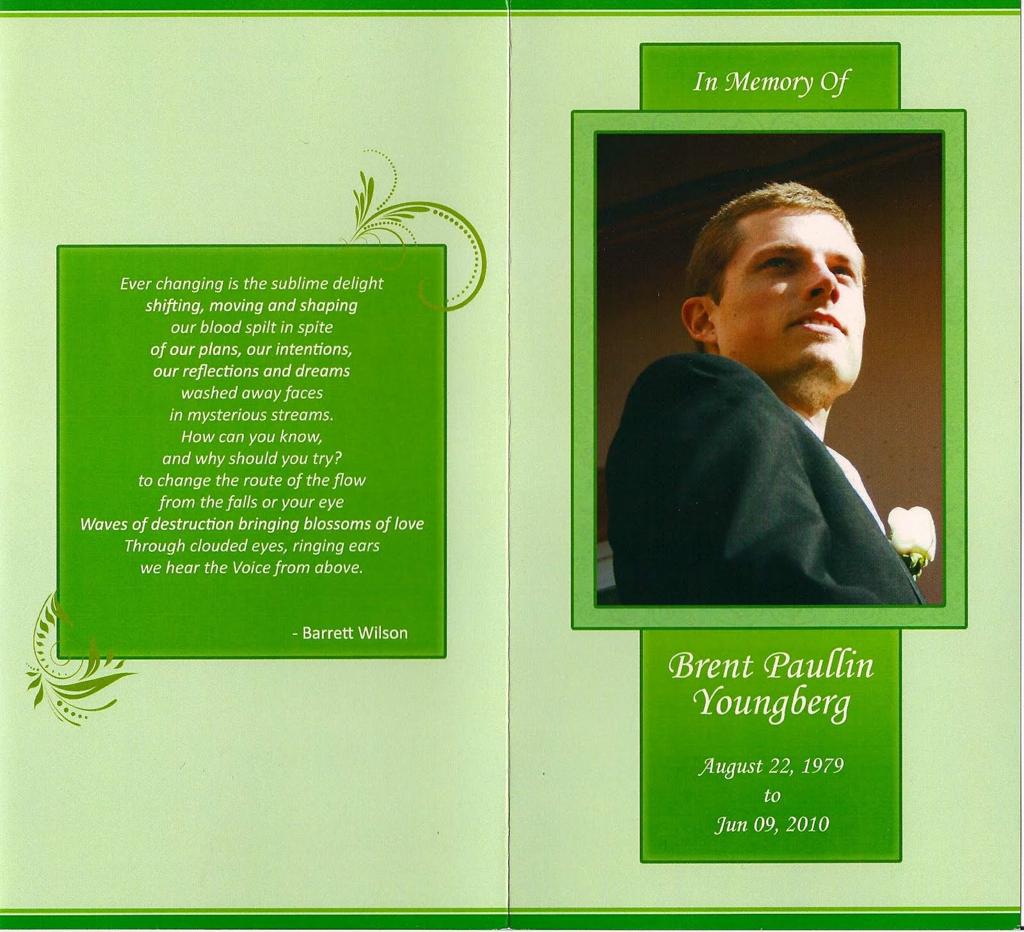 Ever changing is the sublime delight
shifting, moving and shaping
our blood spilt in spite
of our plans, our intentions,
our reflections and dreams
washed away faces
in mysterious streams.
How can you know,
and why should you try?
to change the route of the flow
from the falls or your eye
Waves of destruction bringing blossoms of love
Through clouded eyes, ringing ears
we hear the Voice from above.
- Barrett Wilson
In Memory Of
Brent Paullin
Youngberg
August 22, 1979
to
Jun 09, 2010